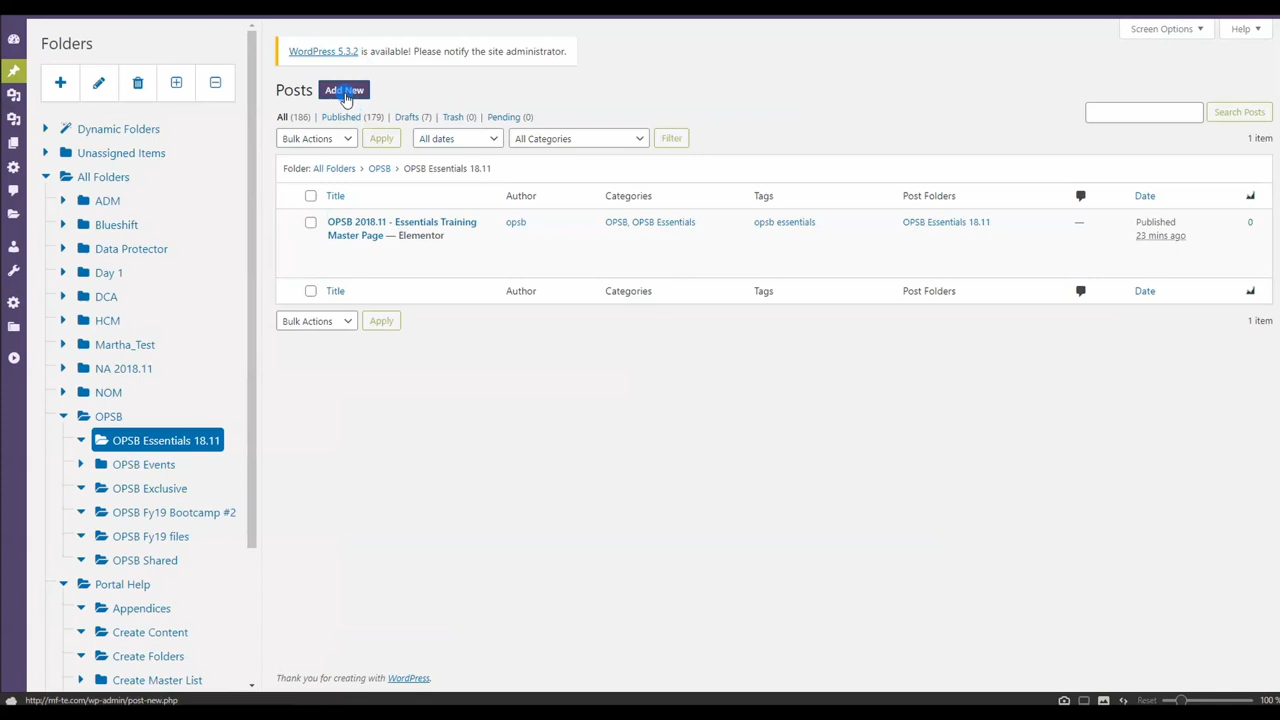 Folders
Dynamic Folders
Unassigned Items
All Folders
ADM
Blueshift
Data Protector
Day 1
DCA
HCM
Martha_Test
NA 2018.11
NOM
OPSB
OPSB Essentials 18.11
OPSB Events
OPSB Exclusive
OPSB Fy19 Bootcamp #2
OPSB Fy19 files
OPSB Shared
Portal Help
Appendices
Create Content
Create Folders
Create Master List
Screen Options Help
WordPress 5.3.2 is available! Please notify the site administrator.
Posts Add New
All (186) | Published (179) | Drafts (7) | Trash (0) | Pending (0)
Search Posts
Bulk Actions Apply All dates All Categories Filter 1 item
Folder: All Folders > OPSB > OPSB Essentials 18.11
Title Author Categories Tags Post Folders Date
OPSB 2018.11 - Essentials Training opsb OPSB, OPSB Essentials opsb essentials OPSB Essentials 18.11 — Published 0
Master Page — Elementor 23 mins ago
Title Author Categories Tags Post Folders Date
Bulk Actions Apply 1 item
Thank you for creating with WordPress.
http://mf-te.com/wp-admin/post-new.php Reset 100 %